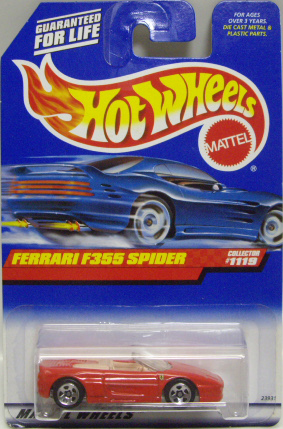 GUARANTEED
FOR LIFE
FOR AGES
OVER 3 YEARS.
DIE CAST METAL &
PLASTIC PARTS.
HOT WHEELS
MATTEL
®
FERRARI F355 SPIDER
COLLECTOR
#1119
WHEELS